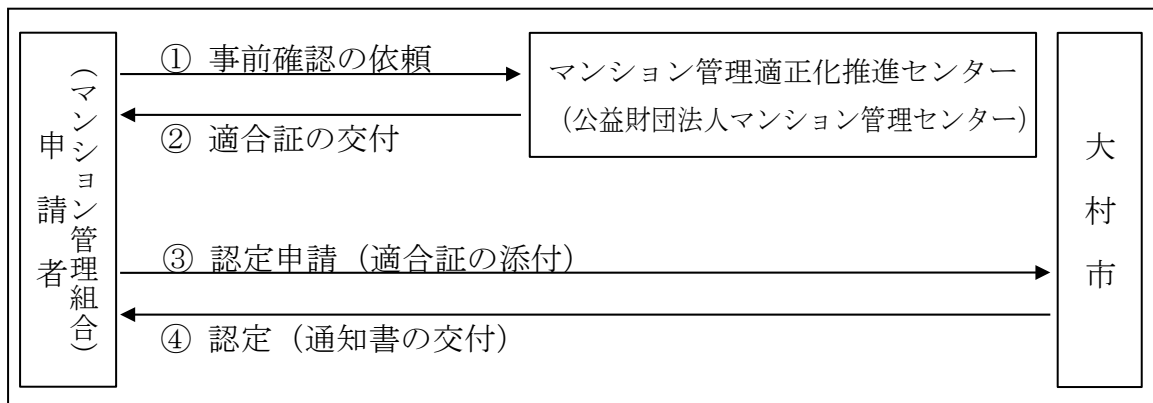 申請者
（マンション管理組合）
① 事前確認の依頼
② 適合証の交付
マンション管理適正化推進センター
（公益財団法人マンション管理センター）
③ 認定申請（適合証の添付）
④ 認定（通知書の交付）
大村市